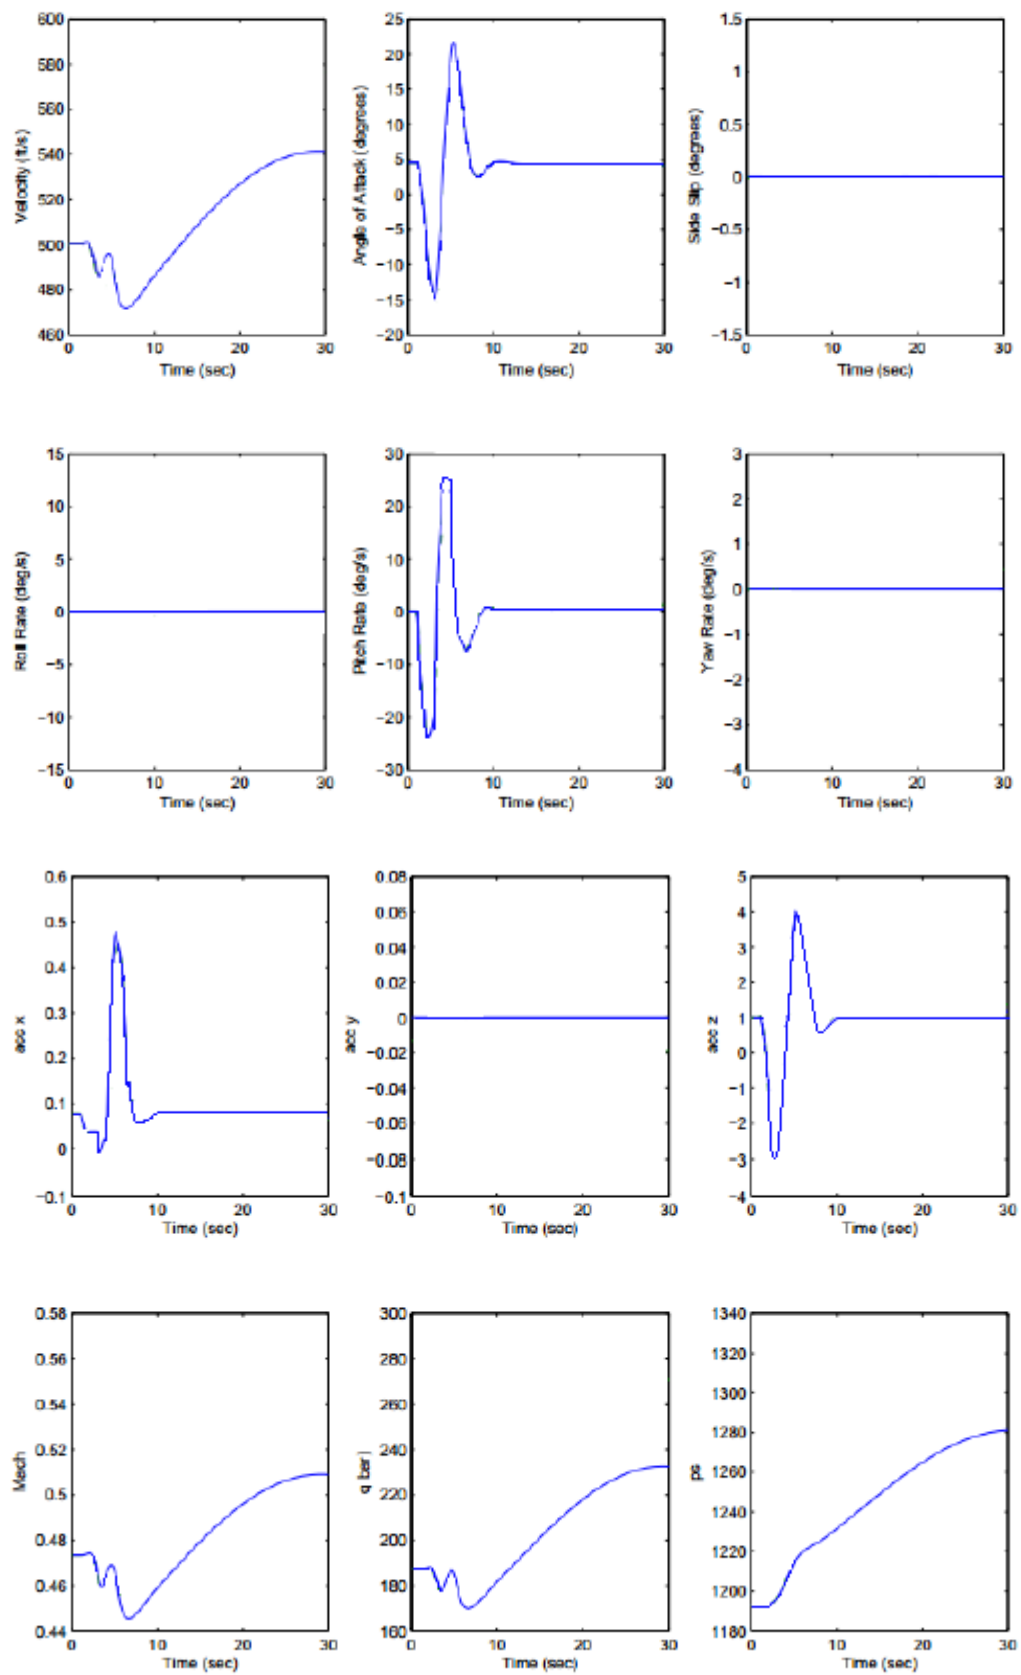 Velocity (ft/s)
600
580
560
540
520
500
480
460
0 10 20 30
Time (sec)
Angle of Attack (degrees)
25
20
15
10
5
0
−5
−10
−15
−20
0 10 20 30
Time (sec)
Side Slip (degrees)
1.5
1
0.5
0
−0.5
−1
−1.5
0 10 20 30
Time (sec)
Roll Rate (deg/s)
15
10
5
0
−5
−10
−15
0 10 20 30
Time (sec)
Pitch Rate (deg/s)
30
20
10
0
−10
−20
−30
0 10 20 30
Time (sec)
Yaw Rate (deg/s)
3
2
1
0
−1
−2
−3
−4
0 10 20 30
Time (sec)
acc x
0.6
0.5
0.4
0.3
0.2
0.1
0
−0.1
0 10 20 30
Time (sec)
acc y
0.08
0.06
0.04
0.02
0
−0.02
−0.04
−0.06
−0.08
−0.1
0 10 20 30
Time (sec)
acc z
5
4
3
2
1
0
−1
−2
−3
−4
0 10 20 30
Time (sec)
Mach
0.58
0.56
0.54
0.52
0.5
0.48
0.46
0.44
0 10 20 30
Time (sec)
q bar)
300
280
260
240
220
200
180
160
0 10 20 30
Time (sec)
ps
1340
1320
1300
1280
1260
1240
1220
1200
1180
0 10 20 30
Time (sec)